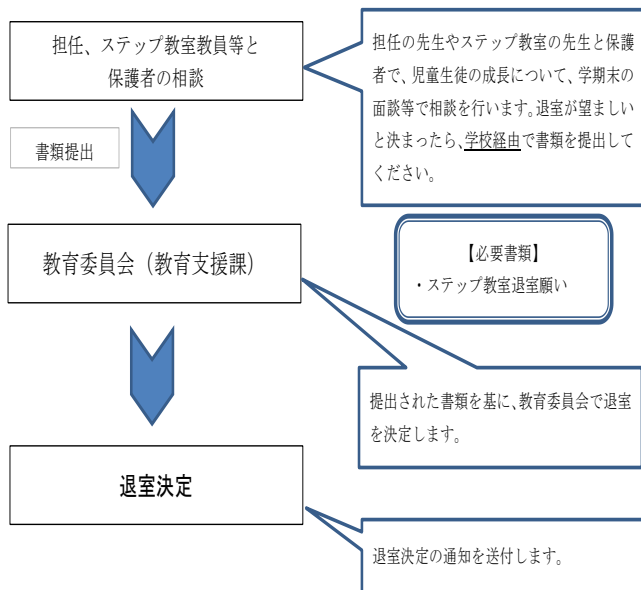 担任、ステップ教室教員等と
保護者の相談
担任の先生やステップ教室の先生と保護
者で、児童生徒の成長について、学期末の
面談等で相談を行います。退室が望ましい
と決まったら、学校経由で書類を提出して
ください。
書類提出
教育委員会（教育支援課）
【必要書類】
・ステップ教室退室願い
提出された書類を基に、教育委員会で退室
を決定します。
退室決定
退室決定の通知を送付します。